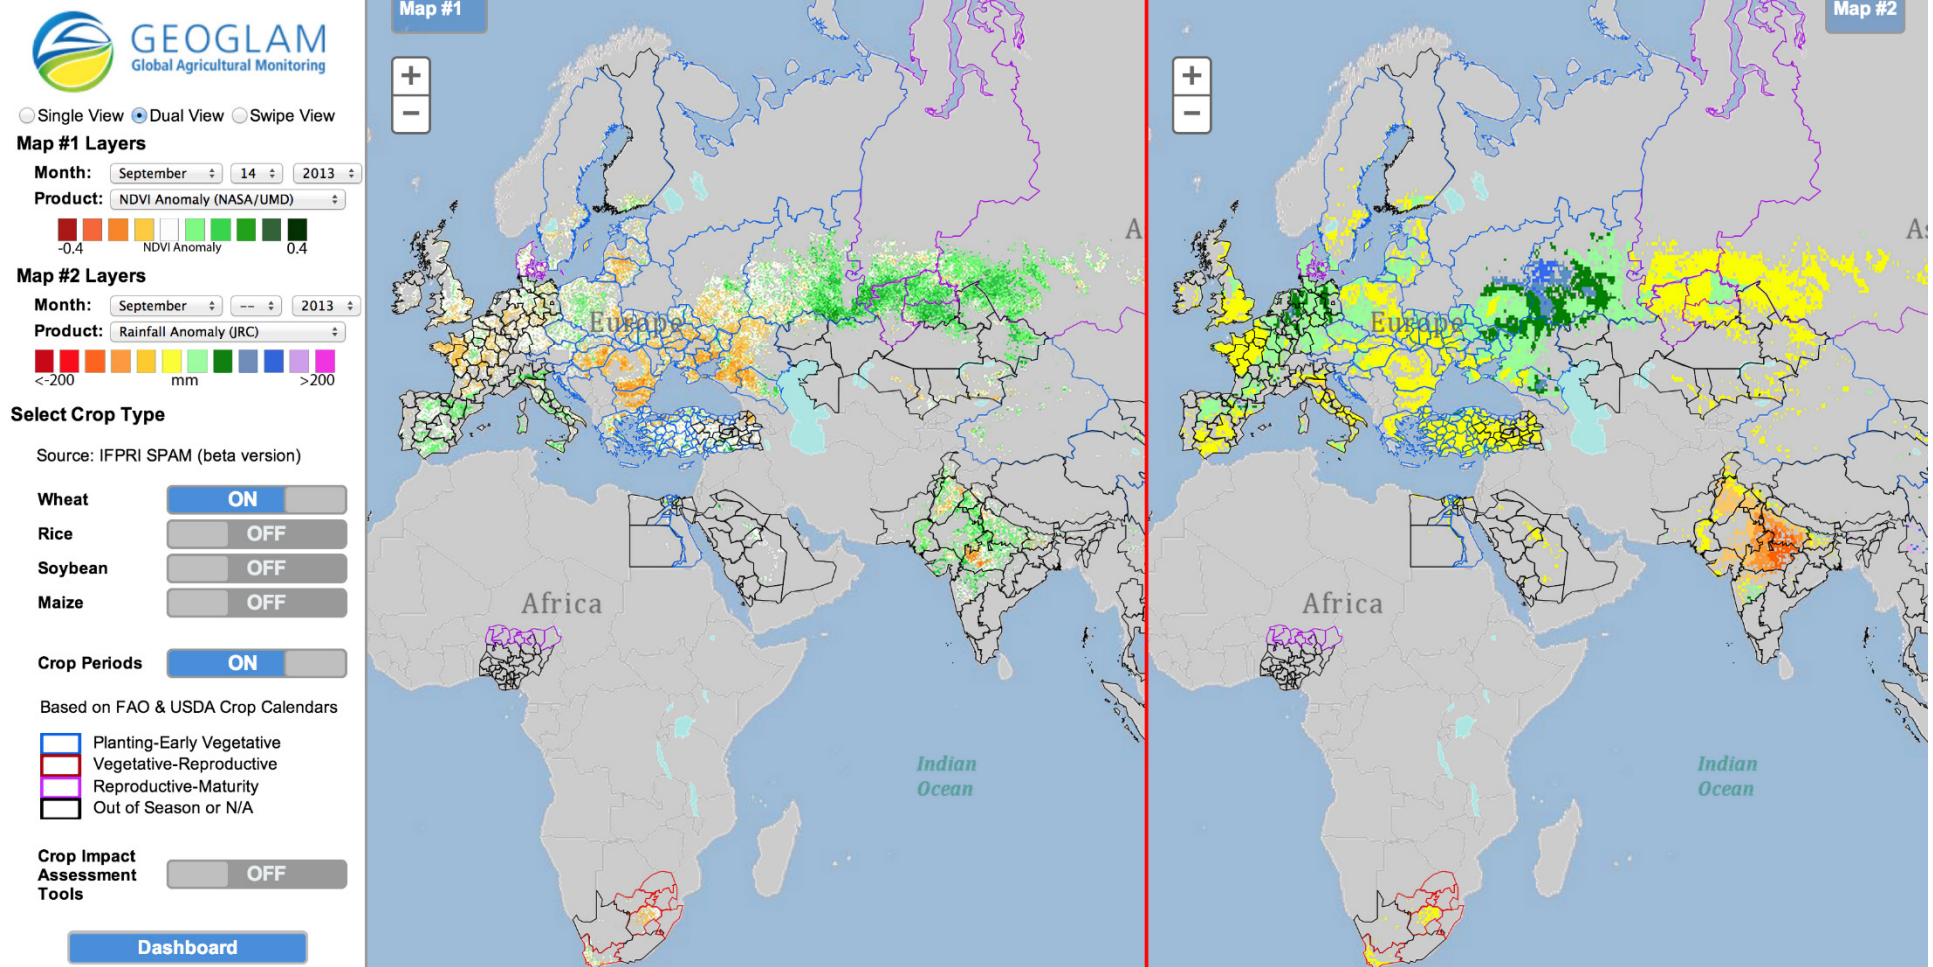 GEOGLAM
Global Agricultural Monitoring
Single View Dual View Swipe View
Map #1 Layers
Month: September 14 2013
Product: NDVI Anomaly (NASA/UMD)
-0.4 NDVI Anomaly 0.4
Map #2 Layers
Month: September -- 2013
Product: Rainfall Anomaly (JRC)
<-200 mm >200
Select Crop Type
Source: IFPRI SPAM (beta version)
Wheat ON
Rice OFF
Soybean OFF
Maize OFF
Crop Periods ON
Based on FAO & USDA Crop Calendars
Planting-Early Vegetative
Vegetative-Reproductive
Reproductive-Maturity
Out of Season or N/A
Crop Impact
Assessment
Tools
OFF
Dashboard
Map #1
+
−
A
Europe
Africa
Indian
Ocean
Map #2
+
−
As
Europe
Africa
Indian
Ocean